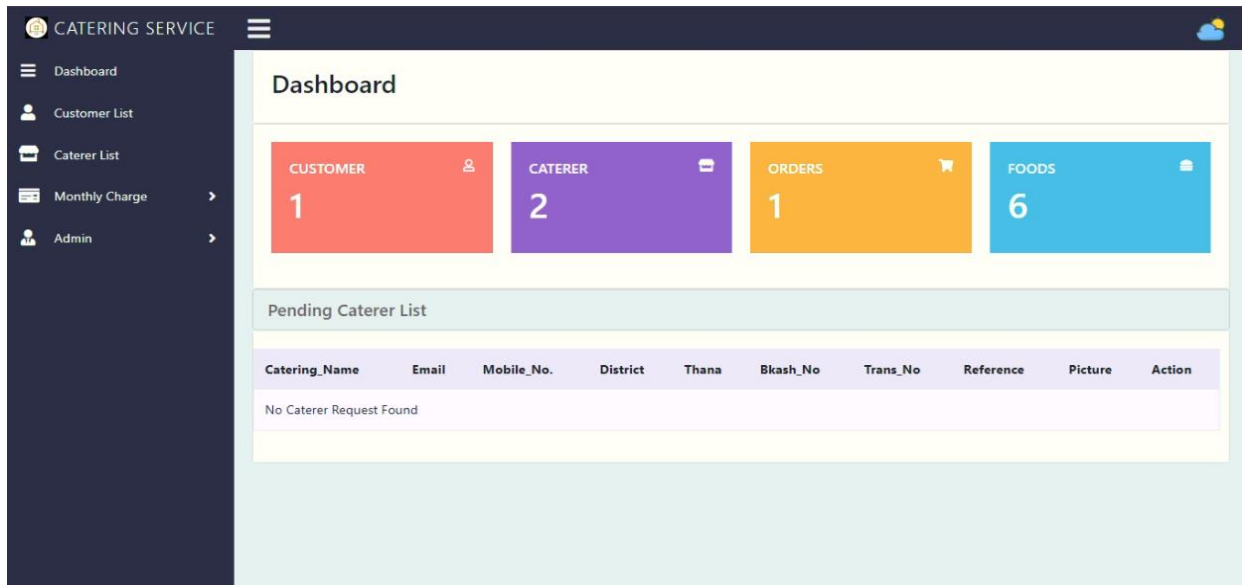 CATERING SERVICE
Dashboard
Customer List
Caterer List
Monthly Charge
Admin
Dashboard
CUSTOMER
1
CATERER
2
ORDERS
1
FOODS
6
Pending Caterer List
Catering_Name Email Mobile_No. District Thana Bkash_No Trans_No Reference Picture Action
No Caterer Request Found